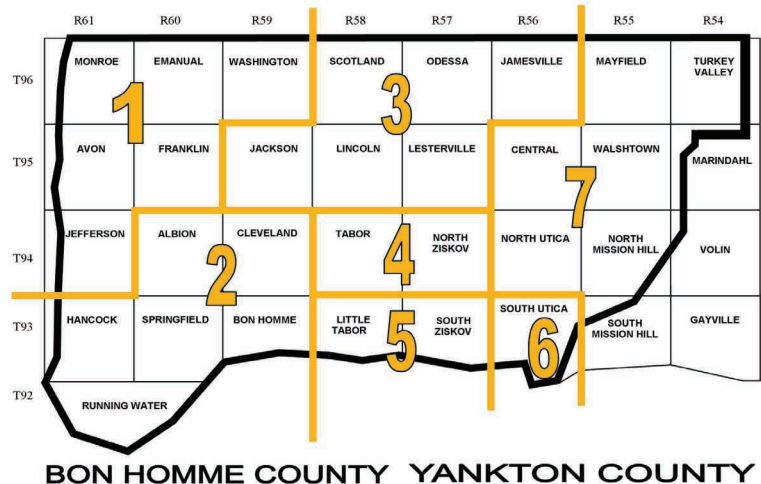 R61 R60 R59 R58 R57 R56 R55 R54
T96
MONROE EMANUAL WASHINGTON SCOTLAND ODESSA JAMESVILLE MAYFIELD TURKEY
VALLEY
1 3
T95
AVON FRANKLIN JACKSON LINCOLN LESTERVILLE CENTRAL WALSHTOWN MARINDAHL
7
T94
JEFFERSON ALBION CLEVELAND TABOR NORTH
ZISKOV NORTH UTICA NORTH
MISSION HILL VOLIN
2 4
T93
HANCOCK SPRINGFIELD BON HOMME LITTLE
TABOR SOUTH
ZISKOV SOUTH UTICA SOUTH
MISSION HILL GAYVILLE
5 6
T92
RUNNING WATER
BON HOMME COUNTY YANKTON COUNTY